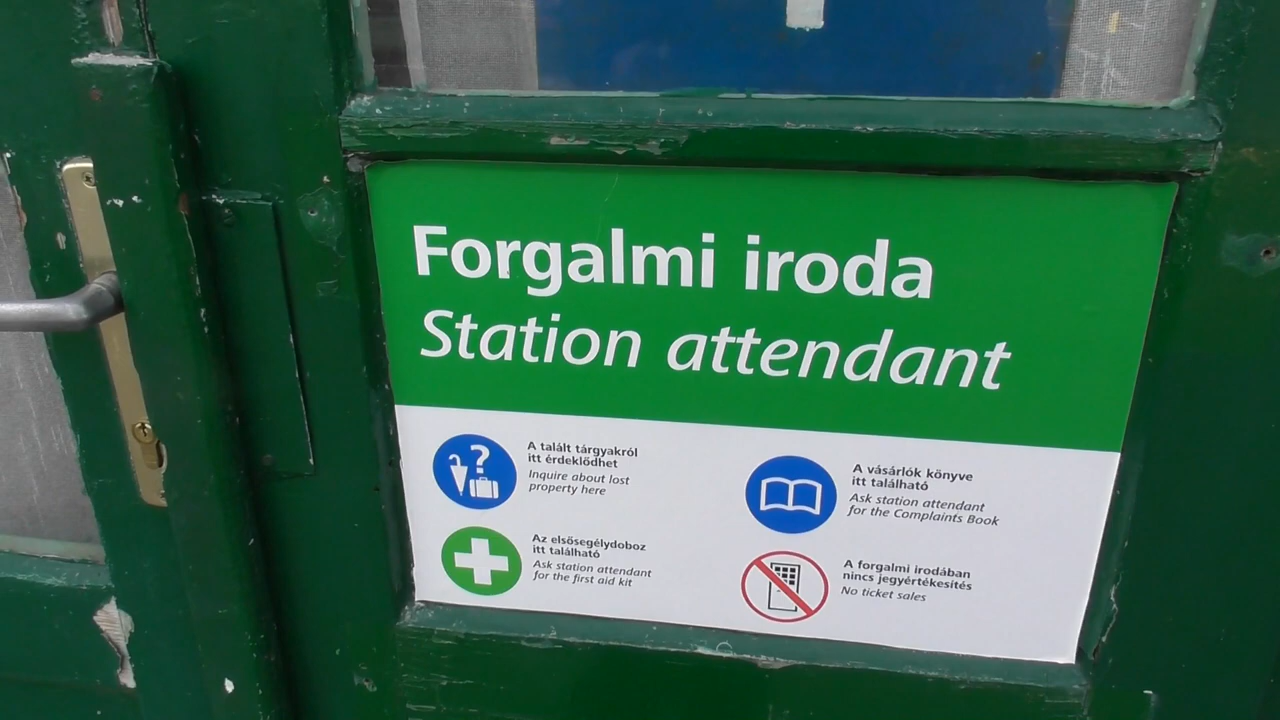 Forgalmi iroda
Station attendant
?
A talált tárgyakról
itt érdeklődhet
Inquire about lost
property here
A vásárlók könyve
itt található
Ask station attendant
for the Complaints Book
Az elsősegélydoboz
itt található
Ask station attendant
for the first aid kit
A forgalmi irodában
nincs jegyértékesítés
No ticket sales